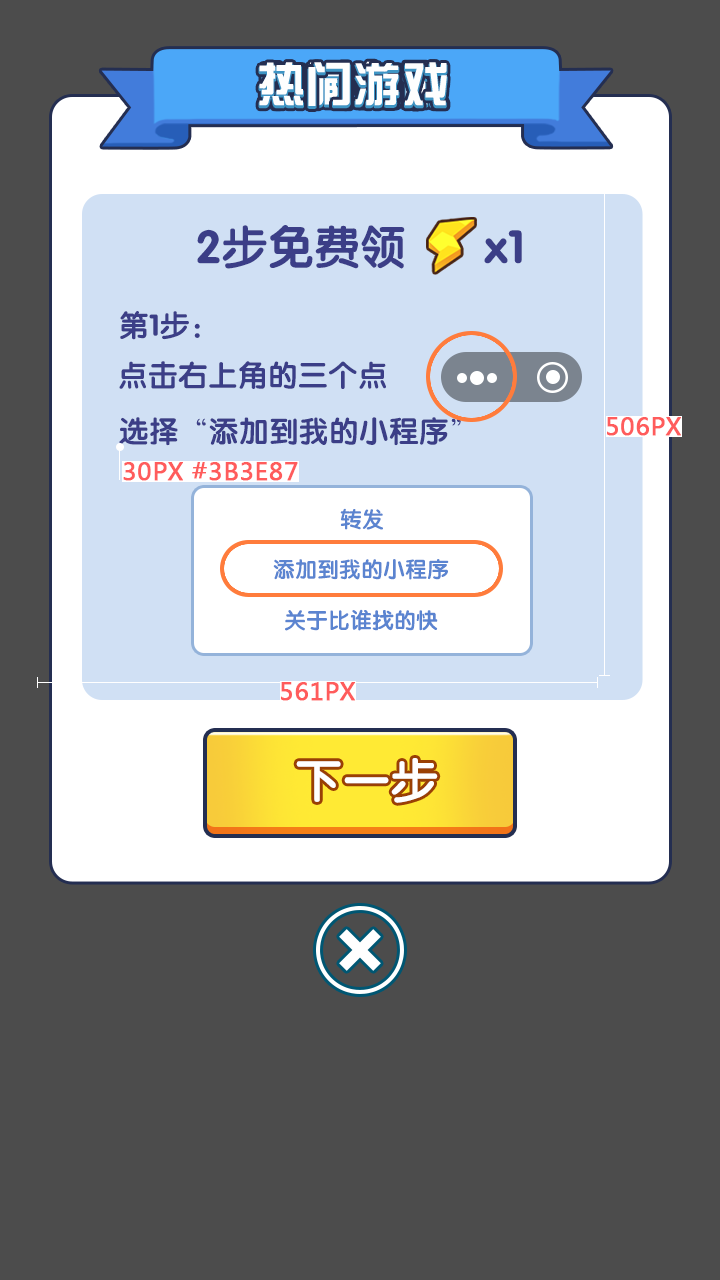 热门游戏
2步免费领 x1
第1步：
点击右上角的三个点
选择“添加到我的小程序”
506PX
30PX #3B3E87
转发
添加到我的小程序
关于比谁找的快
561PX
下一步